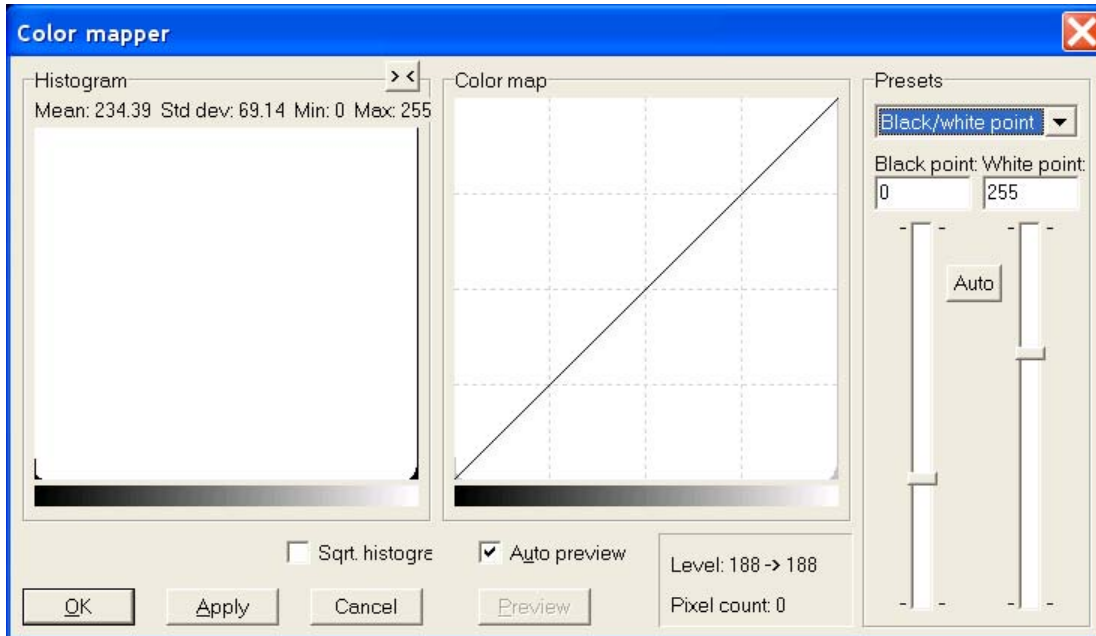 Color mapper
Histogram
> <
Mean: 234.39 Std dev: 69.14 Min: 0 Max: 255
Color map
Presets
Black/white point
Black point: White point:
0 255
Auto
Sqrt. histogra
Auto preview
Level: 188 -> 188
Pixel count: 0
OK Apply Cancel Preview